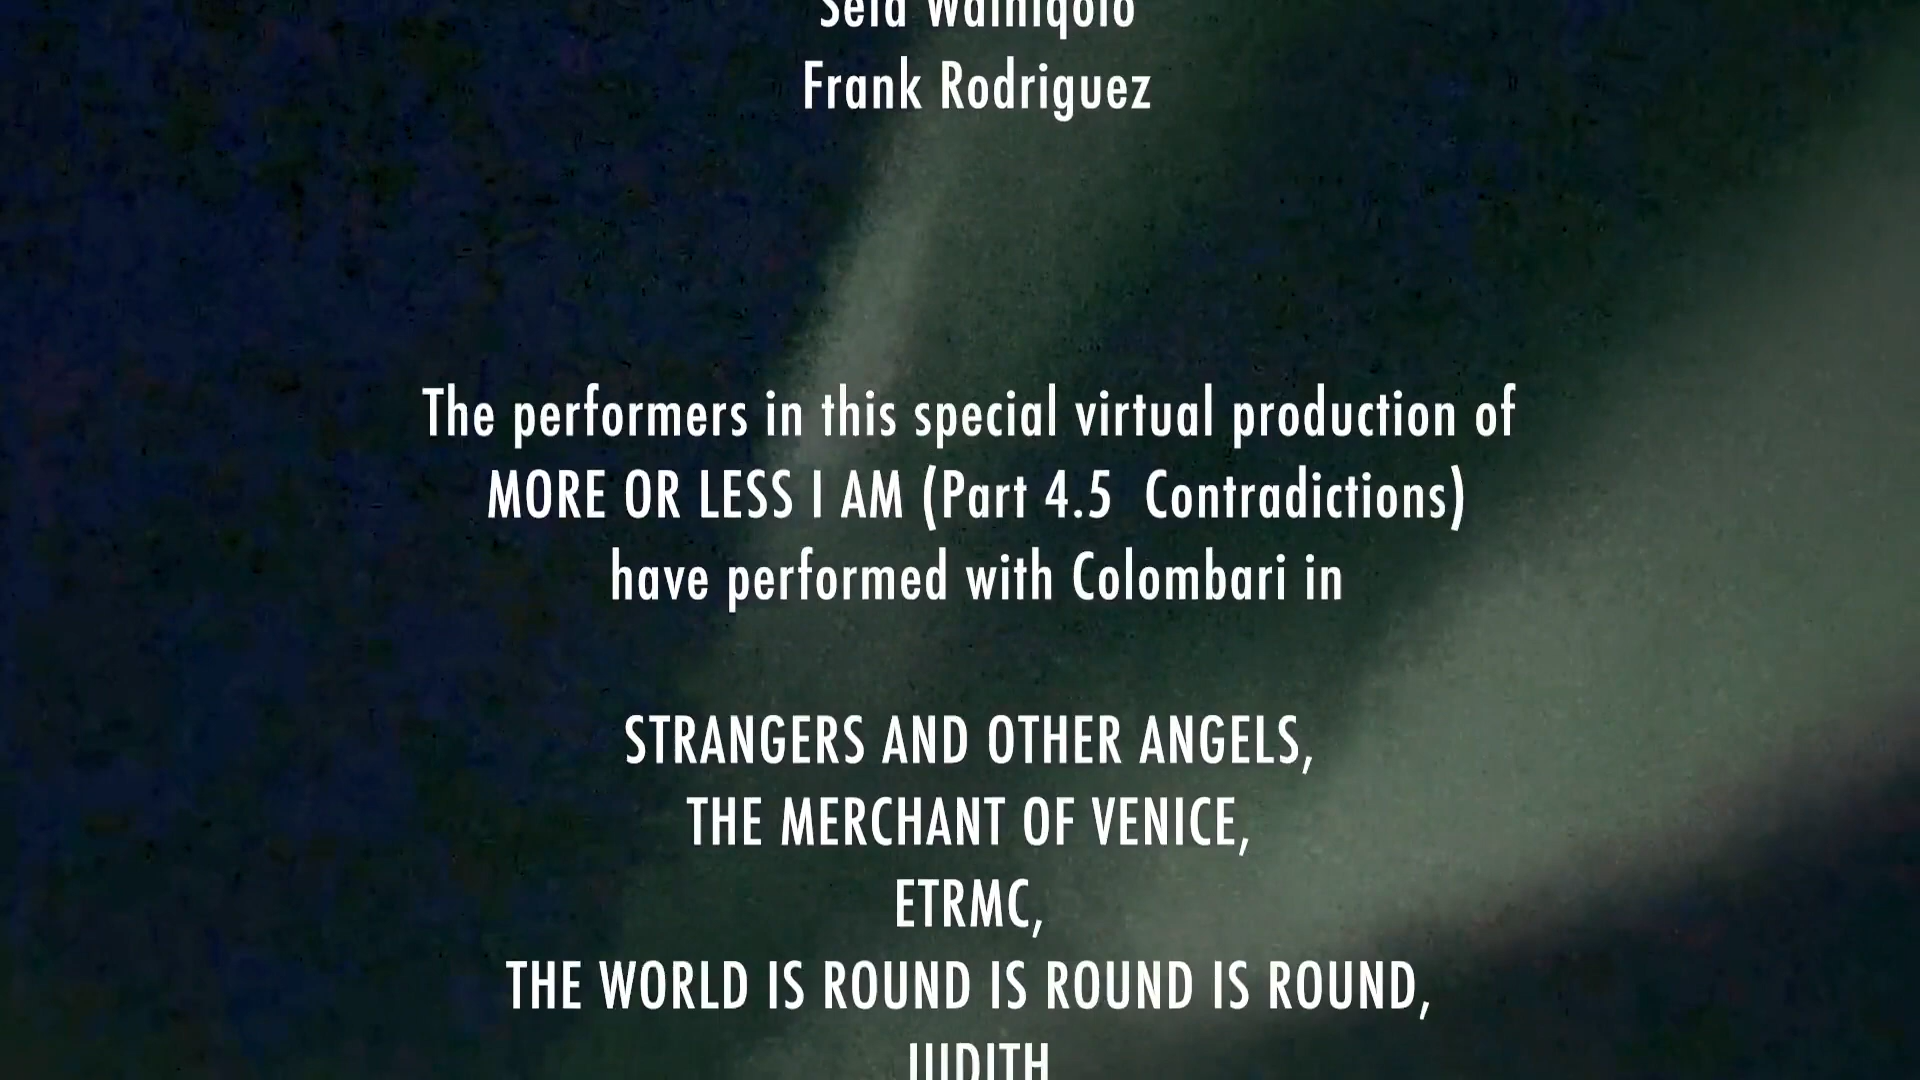 Frank Rodriguez
The performers in this special virtual production of
MORE OR LESS I AM (Part 4.5 Contradictions)
have performed with Colombari in
STRANGERS AND OTHER ANGELS,
THE MERCHANT OF VENICE,
ETRMC,
THE WORLD IS ROUND IS ROUND IS ROUND,
JUDITH